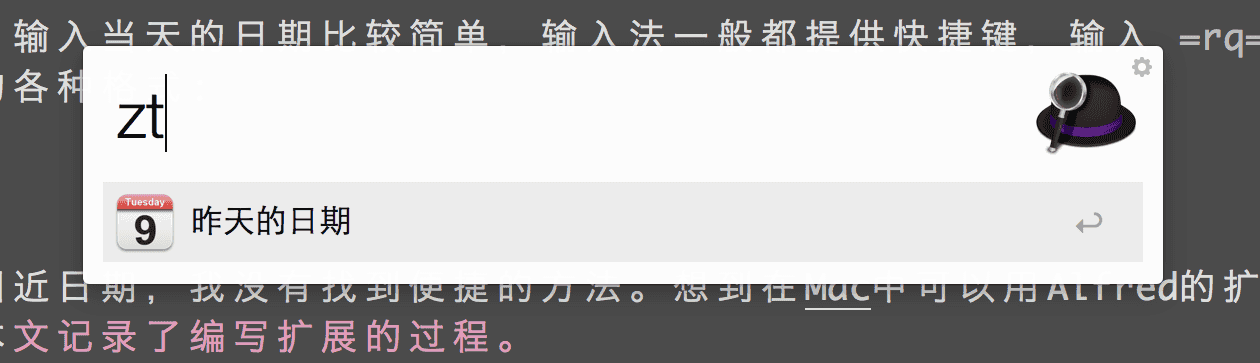 输入当天的日期比较简单，输入法一般都提供快捷键，输入 =rq=
各种
zt
Tuesday
9
昨天的日期
近日期，我没有找到便捷的方法。想到在Mac中可以用Alfred的扩
文记录了编写扩展的过程。